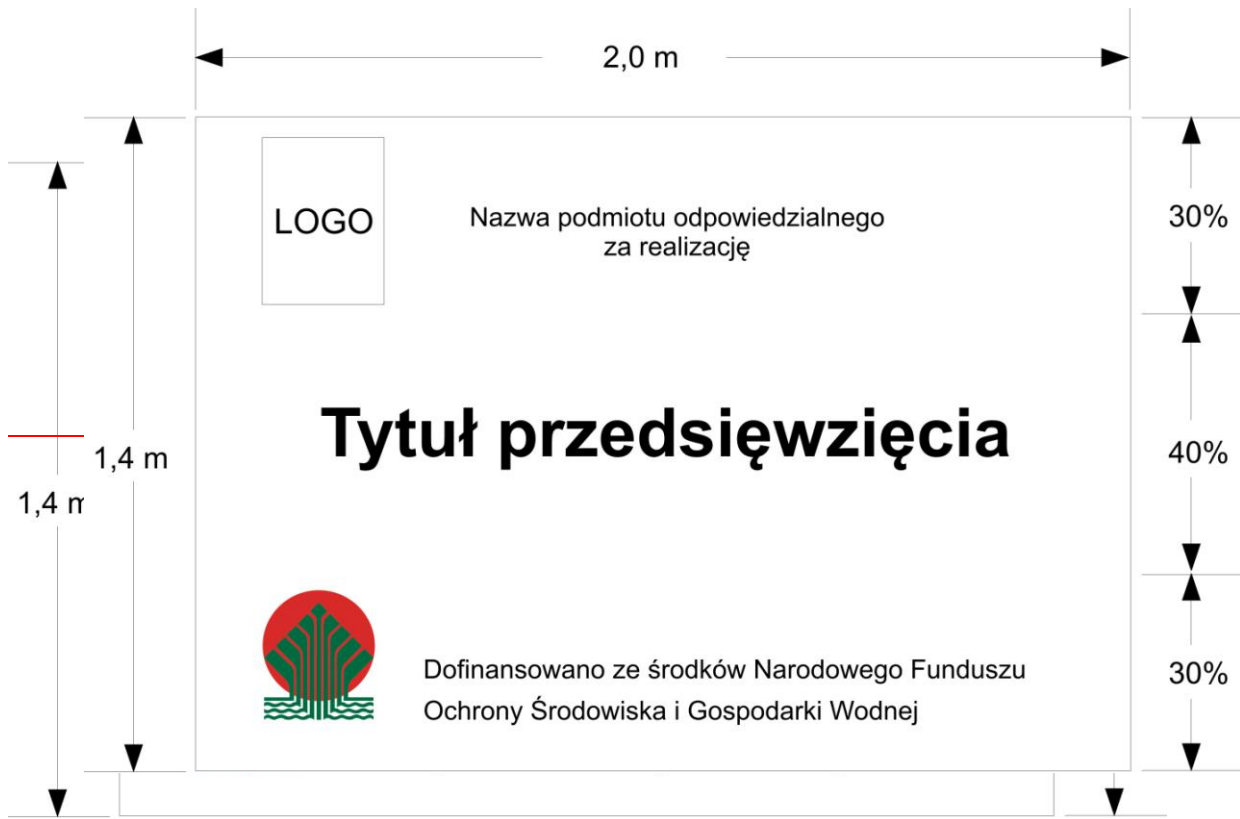 2,0 m
LOGO
Nazwa podmiotu odpowiedzialnego
za realizację
30%
Tytuł przedsięwzięcia
40%
1,4 m
1,4 m
Dofinansowano ze środków Narodowego Funduszu
Ochrony Środowiska i Gospodarki Wodnej
30%